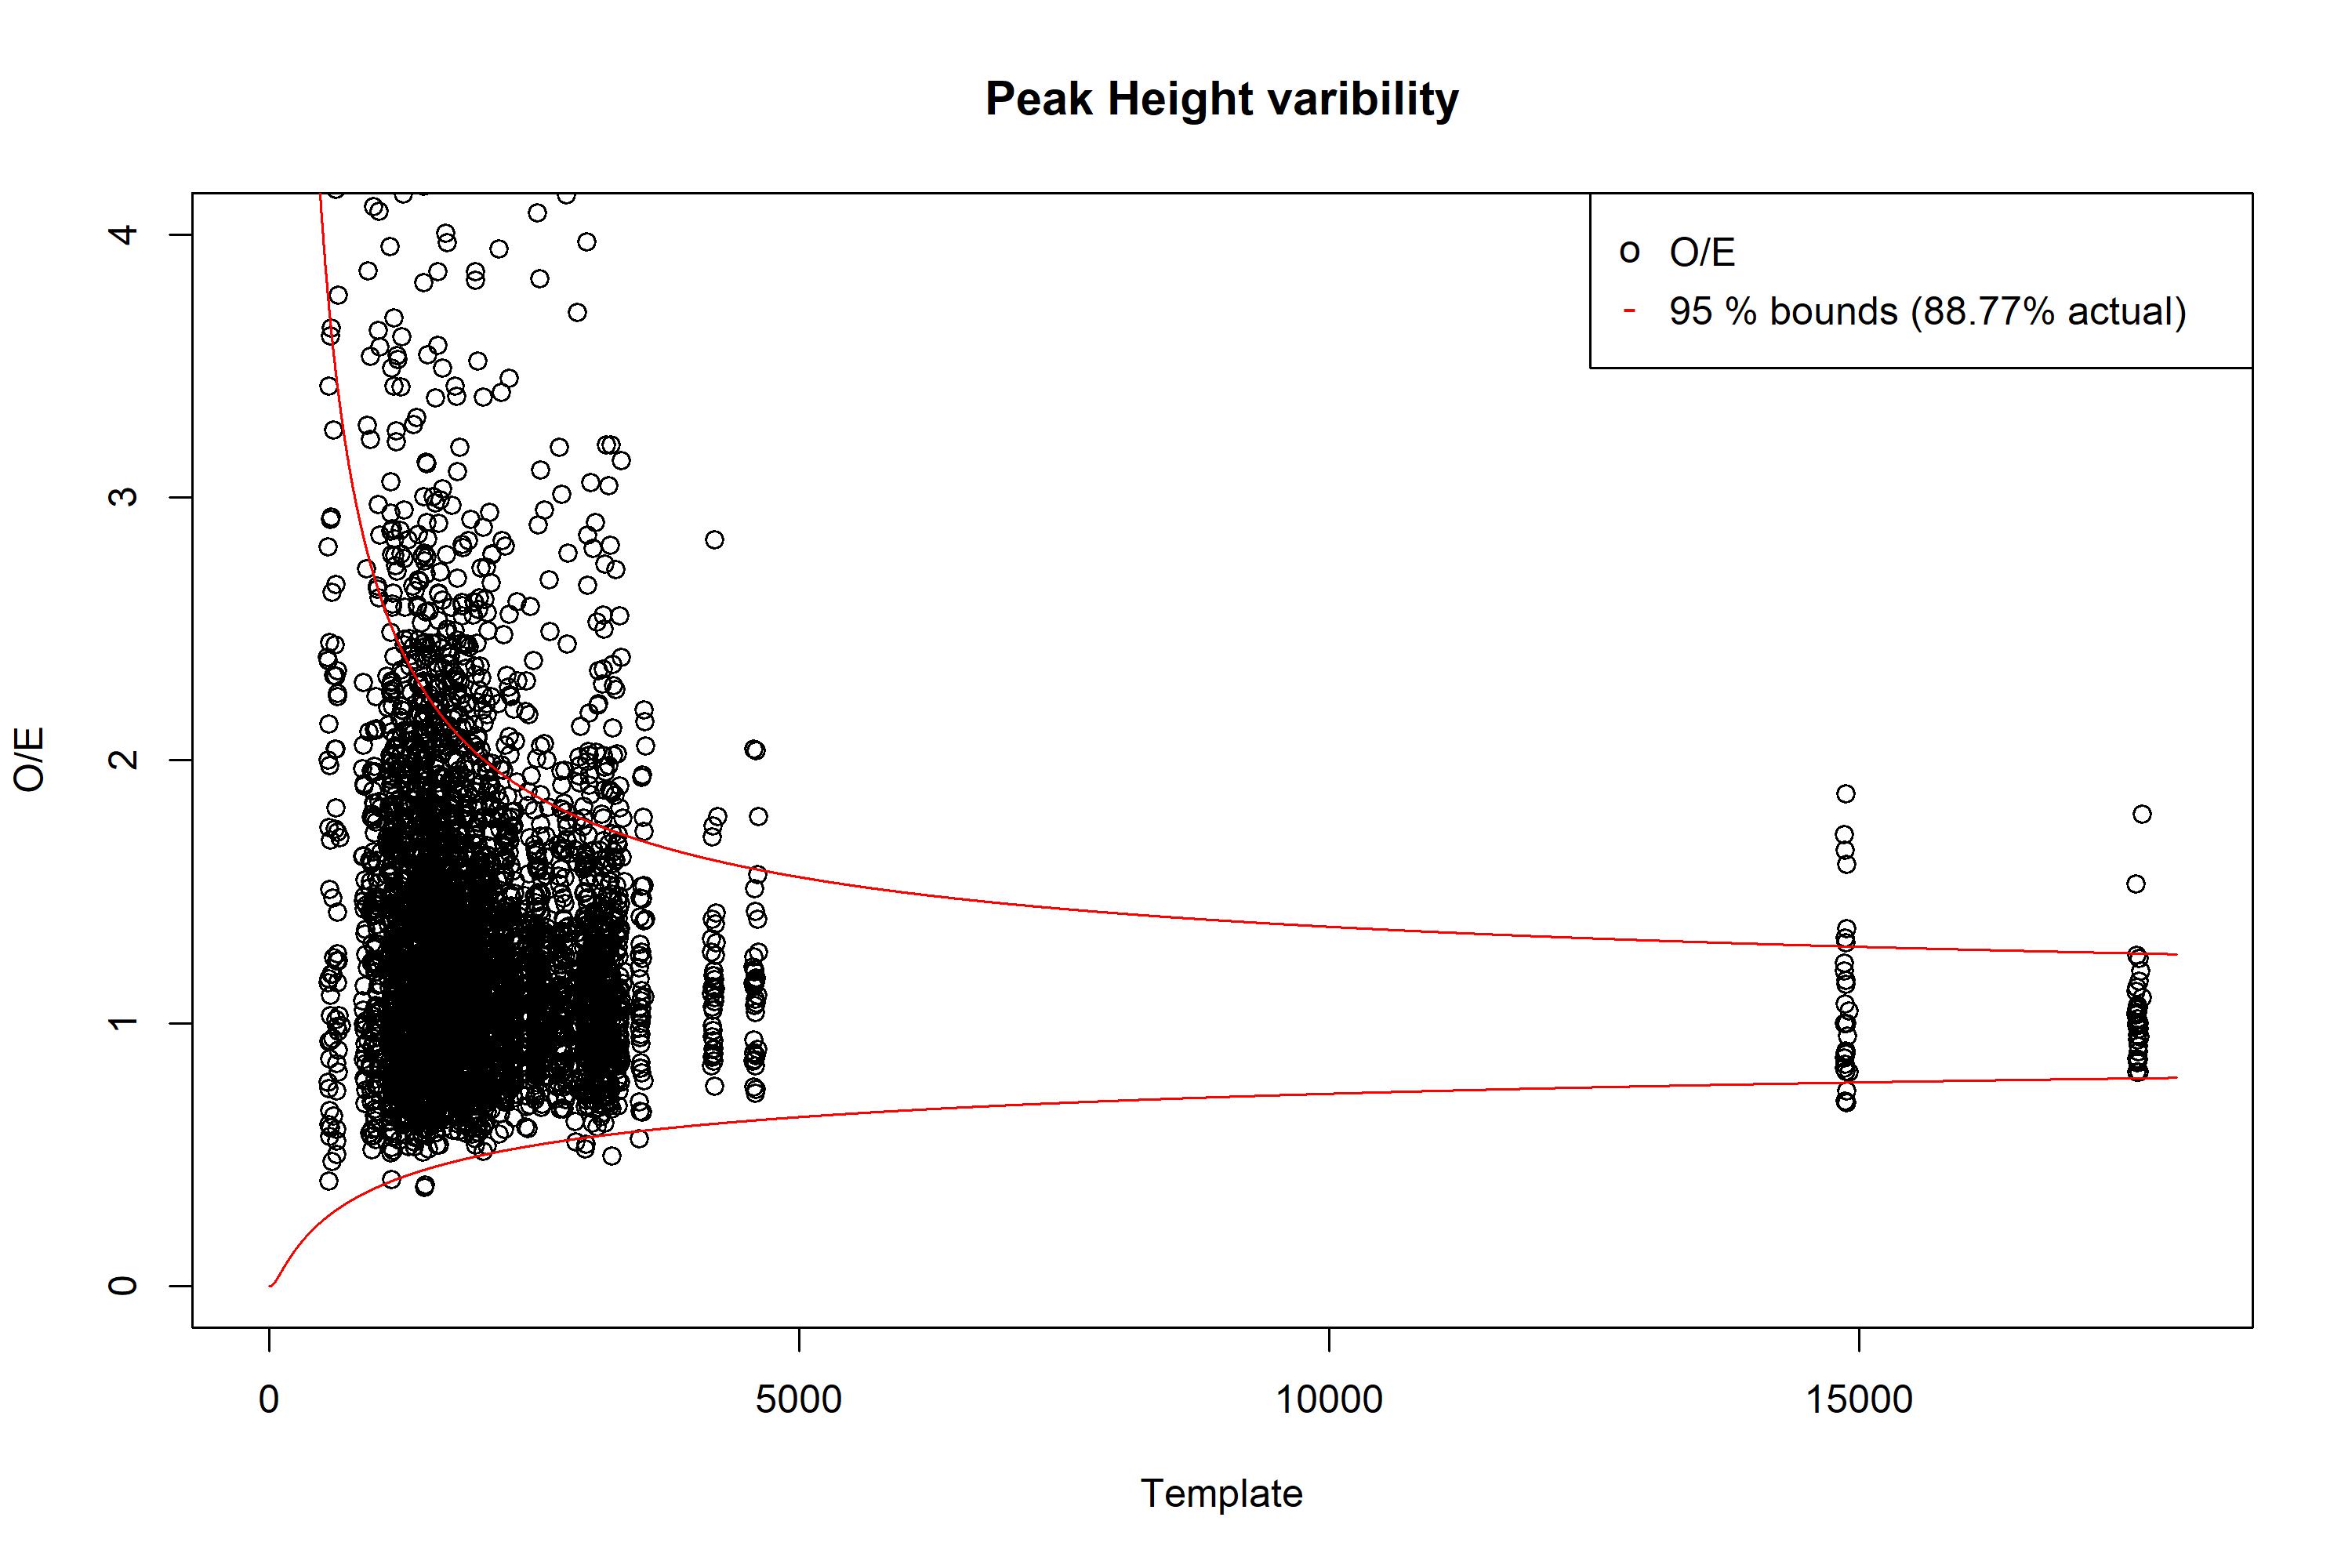 Peak Height varibility
O/E
95 % bounds (88.77% actual)
4
3
2
1
0
O/E
0 5000 10000 15000
Template